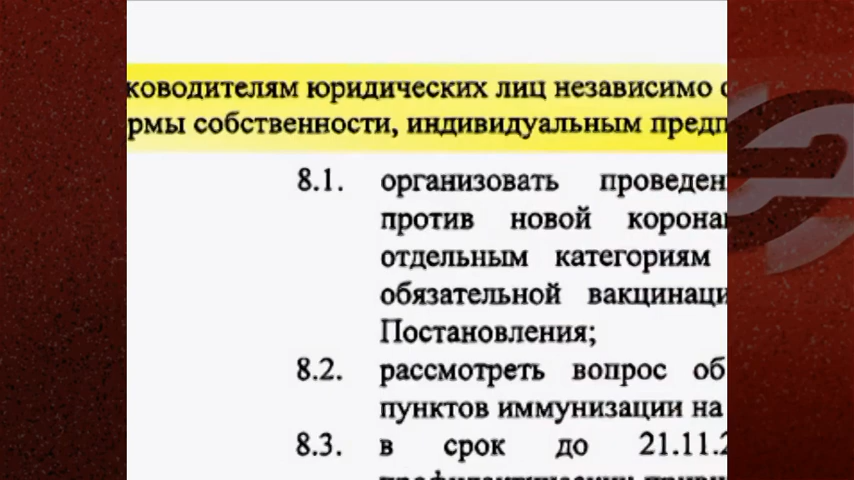 ководителям юридических лиц независимо о
рмы собственности, индивидуальным предп
8.1. организовать проведен
против новой корона
отдельным категориям
обязательной вакцинаци
Постановления;
8.2. рассмотреть вопрос об
пунктов иммунизации на
8.3. в срок до 21.11.2